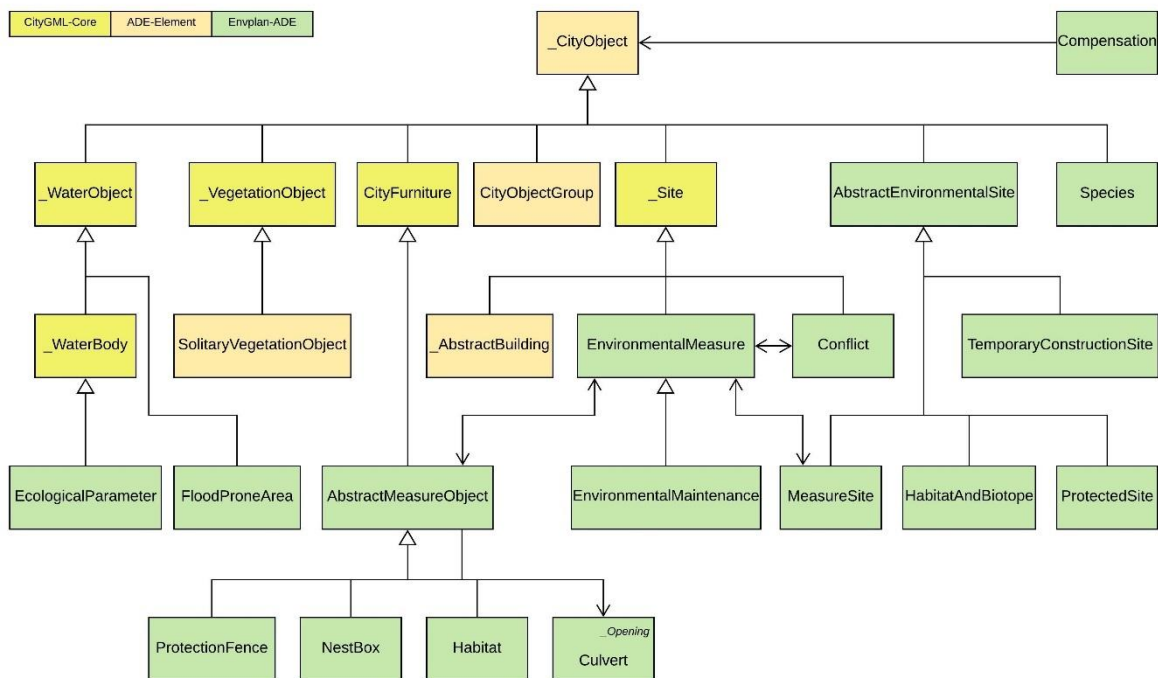 CityGML-Core
ADE-Element
Envplan-ADE
_CityObject
Compensation
_WaterObject
_VegetationObject
CityFurniture
CityObjectGroup
_Site
AbstractEnvironmentalSite
Species
_WaterBody
SolitaryVegetationObject
_AbstractBuilding
EnvironmentalMeasure
Conflict
TemporaryConstructionSite
EcologicalParameter
FloodProneArea
AbstractMeasureObject
EnvironmentalMaintenance
MeasureSite
HabitatAndBiotope
ProtectedSite
ProtectionFence
NestBox
Habitat
_Opening
Culvert